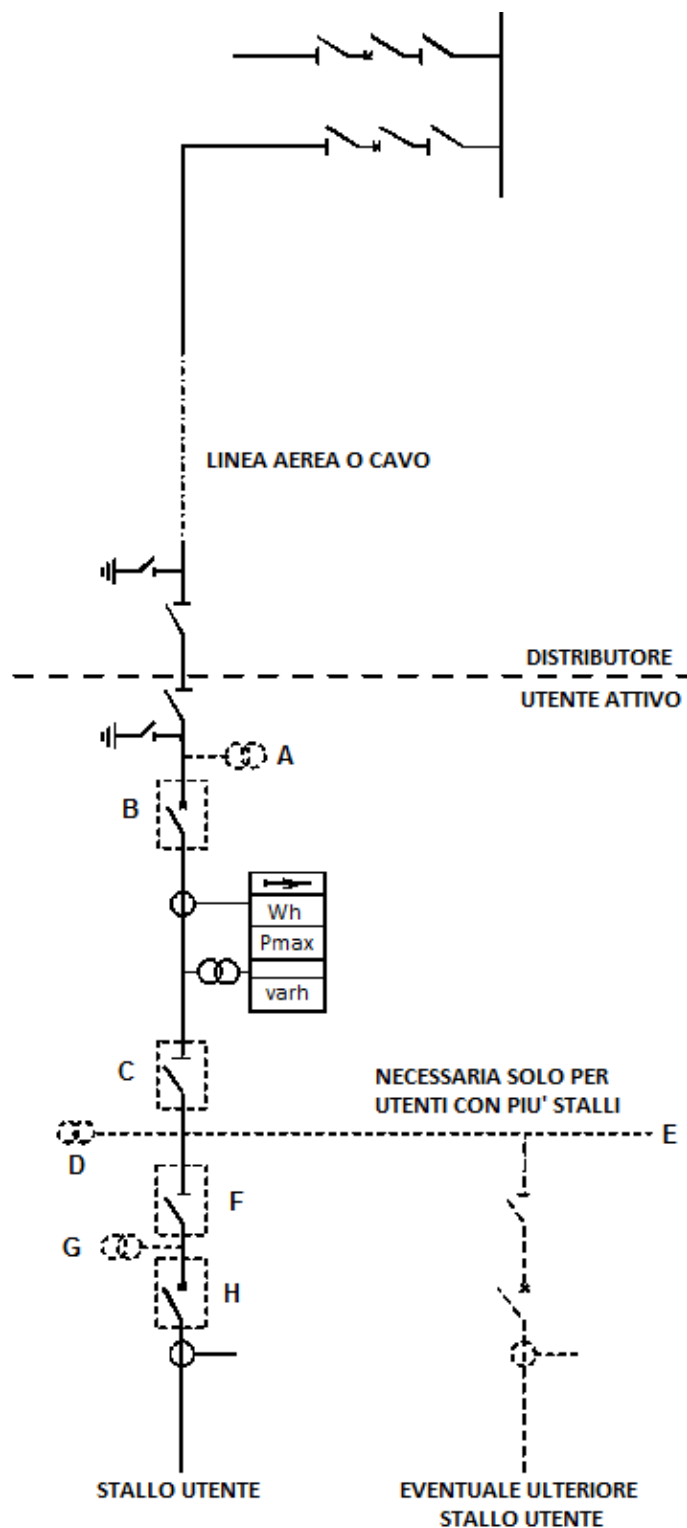 LINEA AEREA O CAVO
DISTRIBUTORE
UTENTE ATTIVO
A
B
Wh
Pmax
varh
C
NECESSARIA SOLO PER
UTENTI CON PIU' STALLI
D
E
F
G
H
STALLO UTENTE
EVENTUALE ULTERIORE
STALLO UTENTE